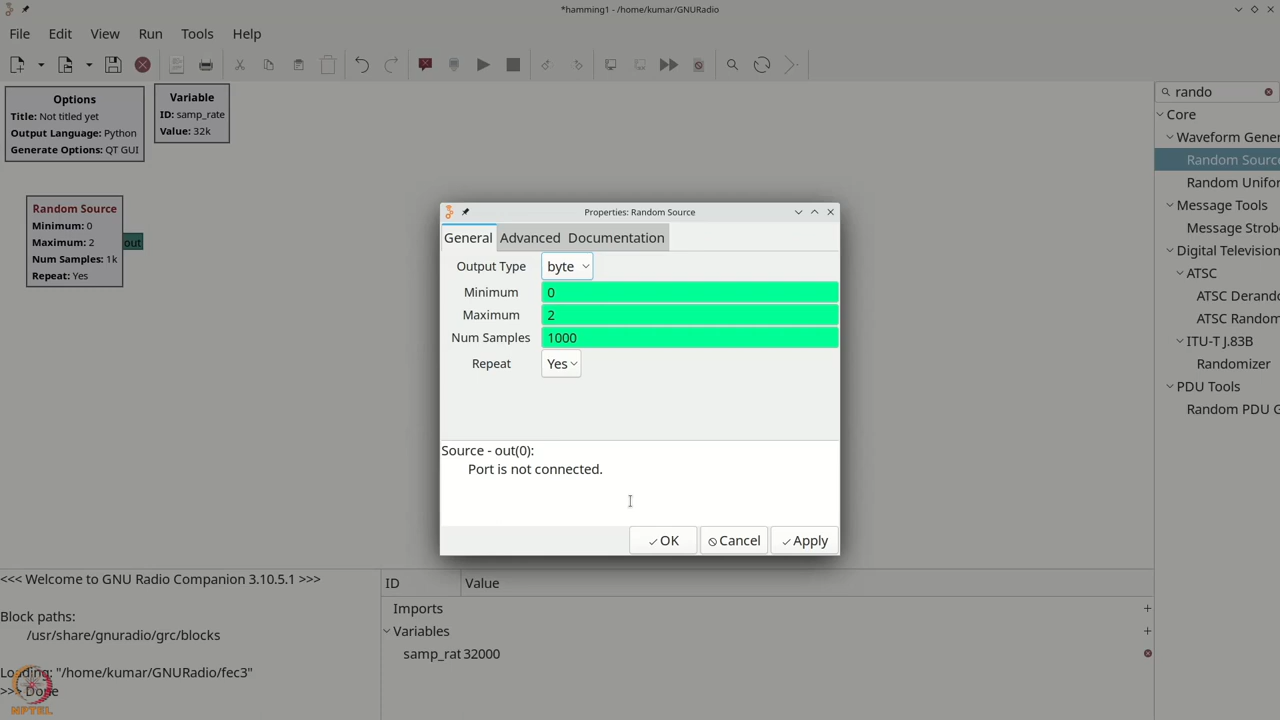 *hamming1 - /home/kumar/GNURadio
File Edit View Run Tools Help
Options
Title: Not titled yet
Output Language: Python
Generate Options: QT GUI
Variable
ID: samp_rate
Value: 32k
Random Source
Minimum: 0
Maximum: 2
Num Samples: 1k
Repeat: Yes
out
Properties: Random Source
General Advanced Documentation
Output Type byte
Minimum 0
Maximum 2
Num Samples 1000
Repeat Yes
Source - out(0):
Port is not connected.
OK Cancel Apply
rando
Core
Waveform Gener
Random Source
Random Unifor
Message Tools
Message Strobe
Digital Television
ATSC
ATSC Derando
ATSC Random
ITU-T J.83B
Randomizer
PDU Tools
Random PDU G
<<< Welcome to GNU Radio Companion 3.10.5.1 >>>
Block paths:
/usr/share/gnuradio/grc/blocks
Loading: "/home/kumar/GNURadio/fec3"
>>> Done
NPTEL
ID Value
Imports
Variables
samp_rat 32000